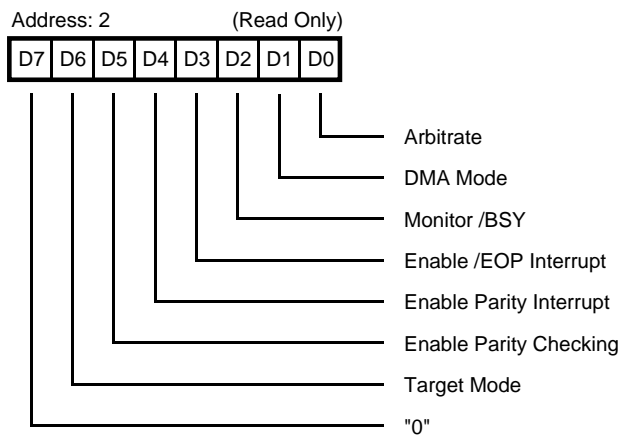 Address: 2 (Read Only)
D7 D6 D5 D4 D3 D2 D1 D0
Arbitrate
DMA Mode
Monitor /BSY
Enable /EOP Interrupt
Enable Parity Interrupt
Enable Parity Checking
Target Mode
"0"